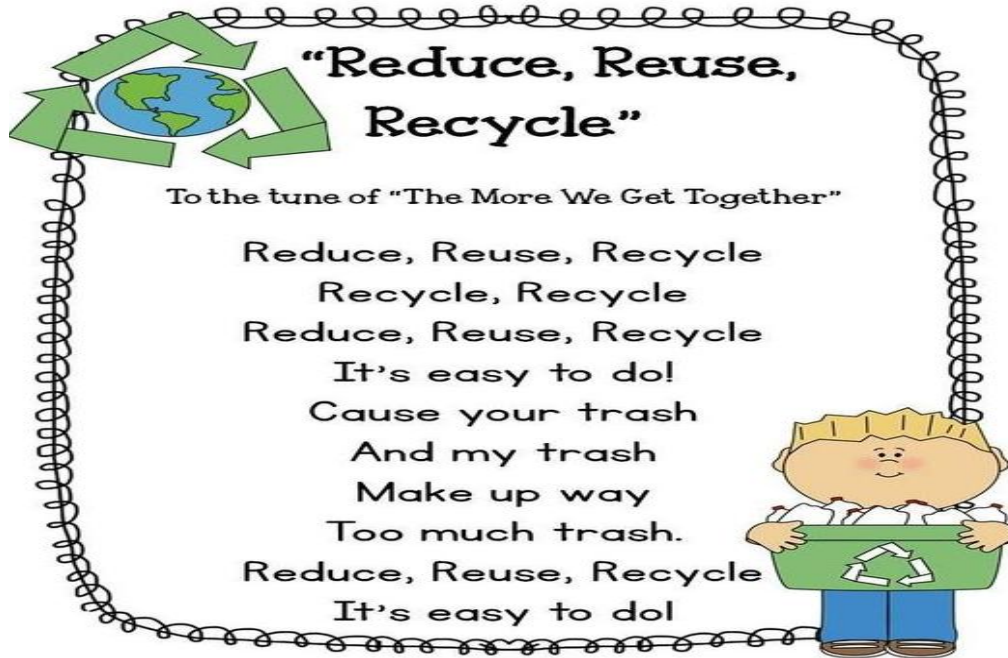 “Reduce, Reuse,
Recycle”
To the tune of “The More We Get Together”
Reduce, Reuse, Recycle
Recycle, Recycle
Reduce, Reuse, Recycle
It’s easy to do!
Cause your trash
And my trash
Make up way
Too much trash.
Reduce, Reuse, Recycle
It’s easy to do!